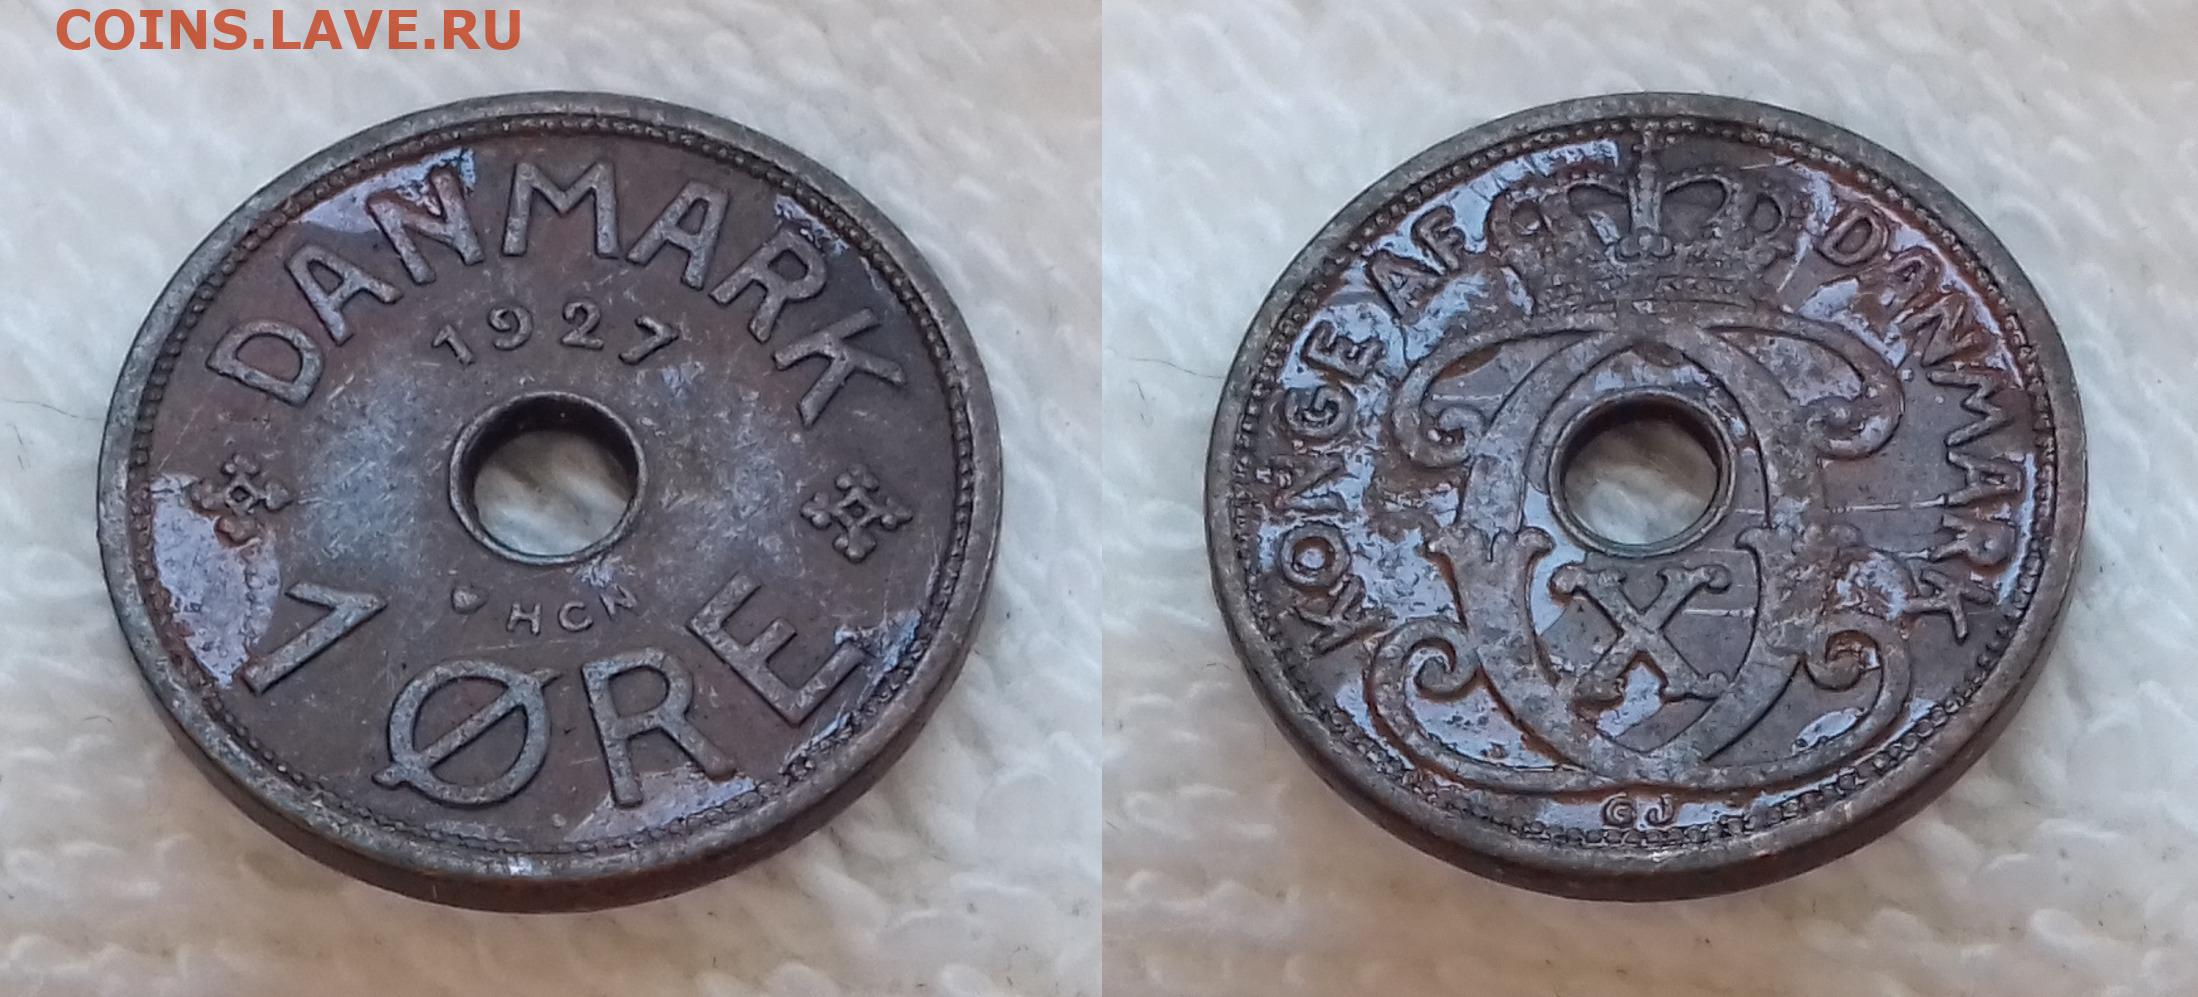 COINS.LAVE.RU
DANMARK
1927
HCN
1 ØRE
KONGE AF DANMARK
X
GJ